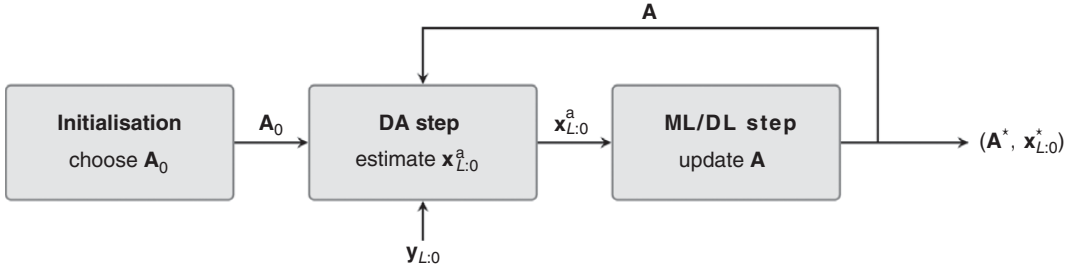 A
Initialisation
choose A₀
A₀
DA step
estimate xᵃL:0
xᵃL:0
ML/DL step
update A
(A*, x*L:0)
yL:0